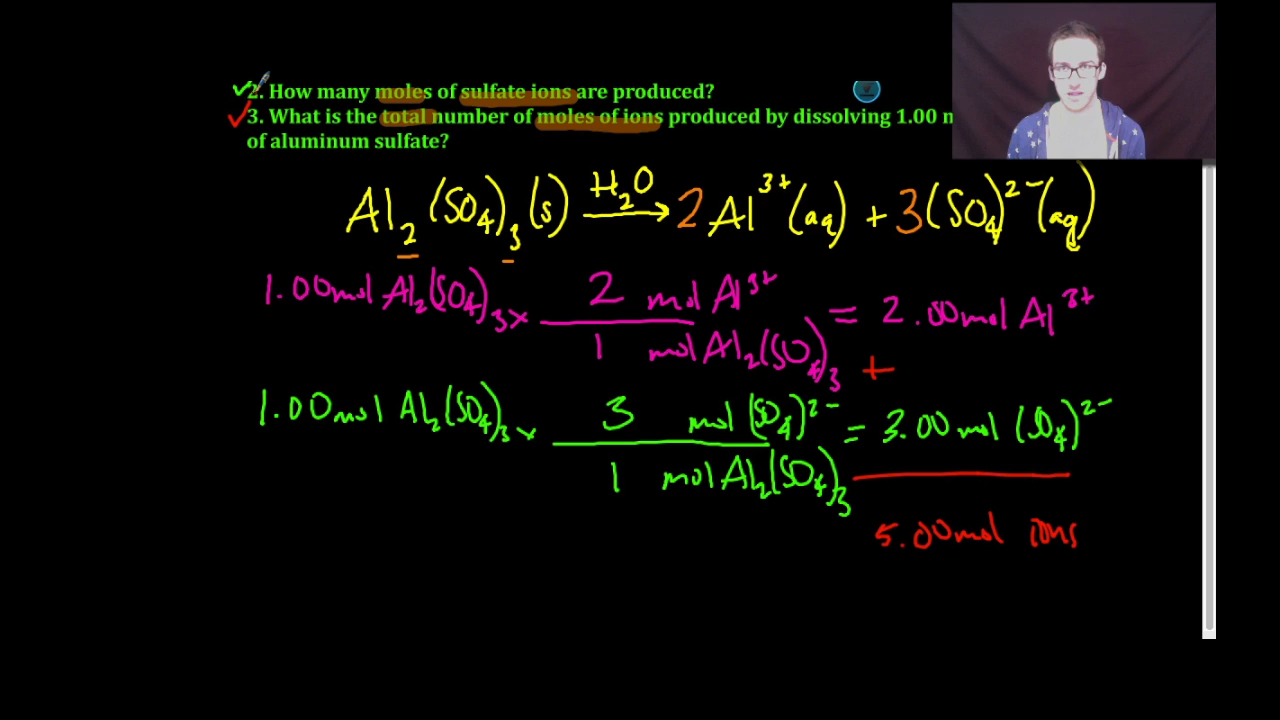 2. How many moles of sulfate ions are produced?
3. What is the total number of moles of ions produced by dissolving 1.00
of aluminum sulfate?
Al₂(SO₄)₃(s) H₂O → 2Al³⁺(aq) + 3(SO₄)²⁻(aq)
1.00mol Al₂(SO₄)₃ × 2 mol Al³⁺ = 2.00mol Al³⁺
1 mol Al₂(SO₄)₃ +
1.00mol Al₂(SO₄)₃ × 3 mol (SO₄)²⁻ = 3.00mol (SO₄)²⁻
1 mol Al₂(SO₄)₃
5.00mol ions